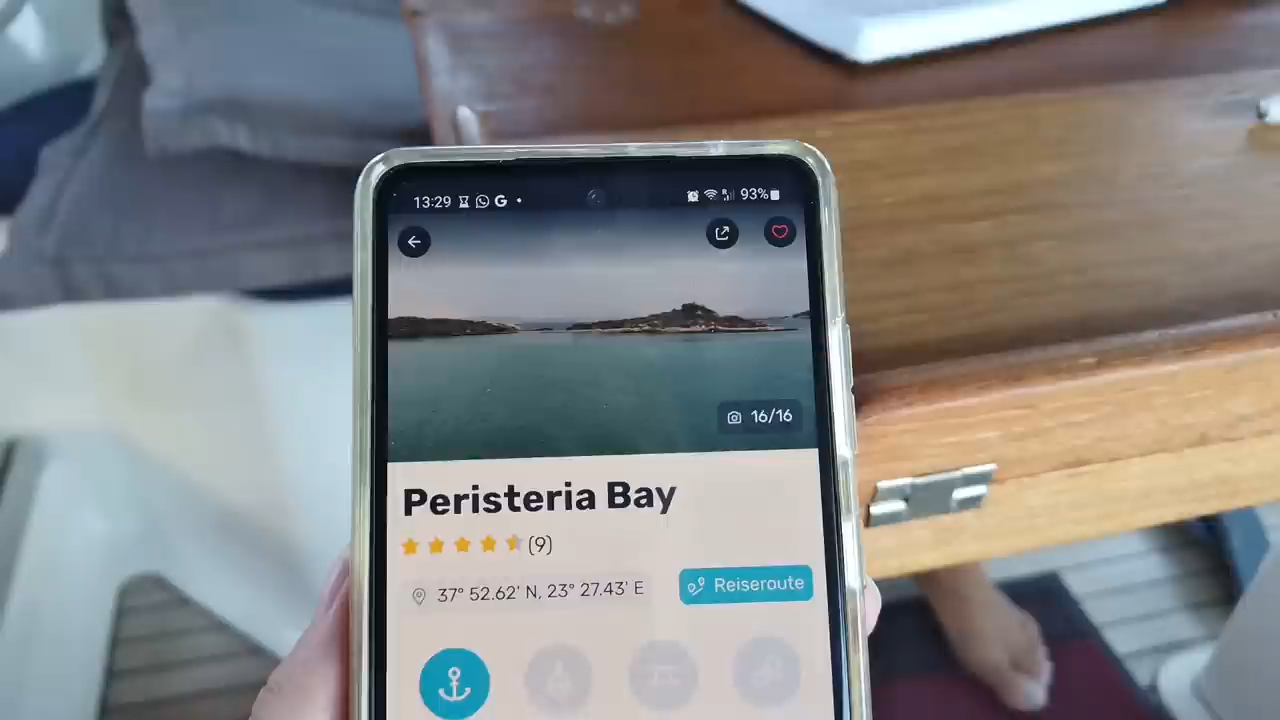 13:29 G • 93%
16/16
Peristeria Bay
(9)
37° 52.62' N, 23° 27.43' E
Reiseroute